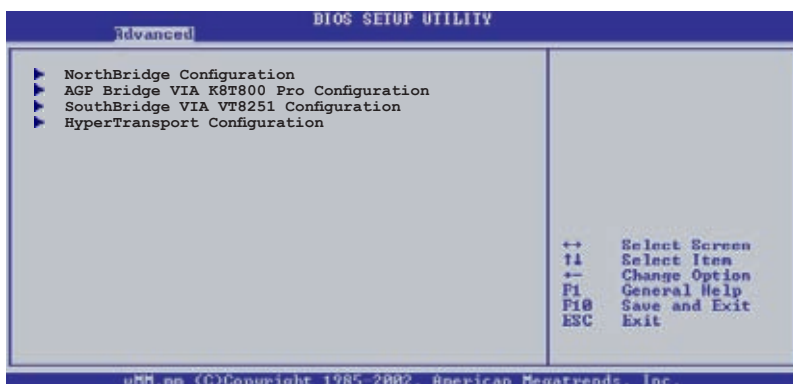 BIOS SETUP UTILITY
Advanced
NorthBridge Configuration
AGP Bridge VIA K8T800 Pro Configuration
SouthBridge VIA VT8251 Configuration
HyperTransport Configuration
↔ Select Screen
↑↓ Select Item
+- Change Option
F1 General Help
F10 Save and Exit
ESC Exit
vMM.nn (C)Copyright 1985-2002, American Megatrends, Inc.